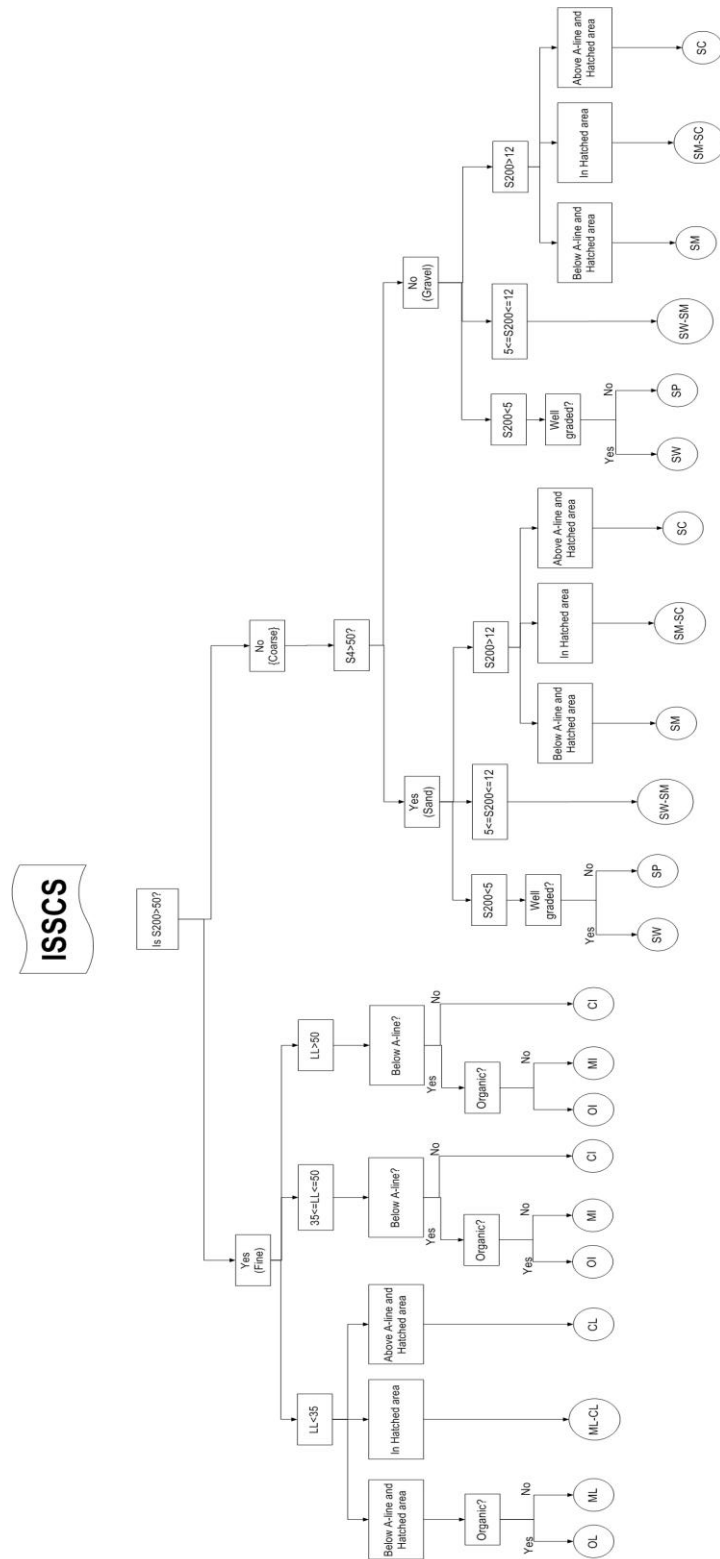 ISSCS
Is S200>50?
Yes
(Fine)
No
{Coarse}
LL<35
35<=LL<=50
LL>50
S4>50?
Below A-line and
Hatched area
In Hatched area
Above A-line and
Hatched area
Below A-line?
Below A-line?
Yes
(Sand)
No
(Gravel)
Yes
No
Yes
No
Organic?
Organic?
Organic?
S200<5
5<=S200<=12
S200>12
S200<5
5<=S200<=12
S200>12
Yes
No
Yes
No
No
Well
graded?
Below A-line and
Hatched area
In Hatched area
Above A-line and
Hatched area
Well
graded?
Below A-line and
Hatched area
In Hatched area
Above A-line and
Hatched area
OL
ML
ML-CL
CL
OI
MI
CI
OI
MI
CI
Yes
No
Yes
No
SW
SP
SW-SM
SM
SM-SC
SC
SW
SP
SW-SM
SM
SM-SC
SC